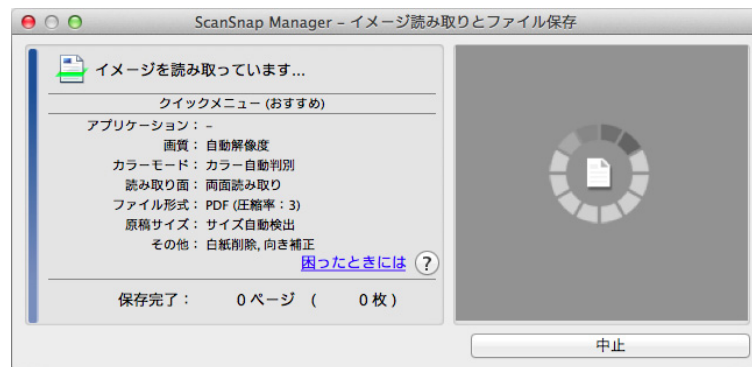 ScanSnap Manager – イメージ読み取りとファイル保存
イメージを読み取っています...
クイックメニュー (おすすめ)
アプリケーション： –
画質： 自動解像度
カラーモード： カラー自動判別
読み取り面： 両面読み取り
ファイル形式： PDF (圧縮率：3)
原稿サイズ： サイズ自動検出
その他： 白紙削除, 向き補正
困ったときには ?
保存完了： 0 ページ ( 0 枚 )
中止